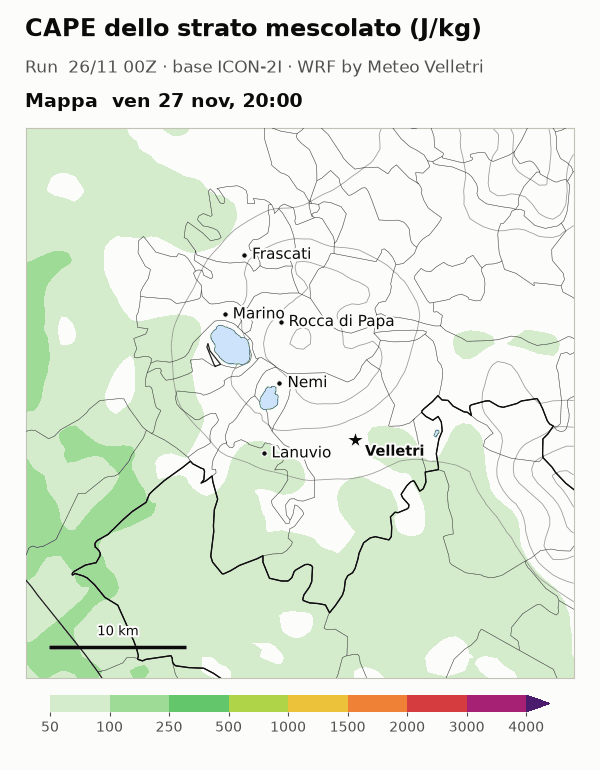 CAPE dello strato mescolato (J/kg)
Run  26/11 00Z · base ICON-2I · WRF by Meteo Velletri
Mappa  ven 27 nov, 20:00
Frascati
Marino
Rocca di Papa
Nemi
Velletri
Lanuvio
10 km
50 100 250 500 1000 1500 2000 3000 4000